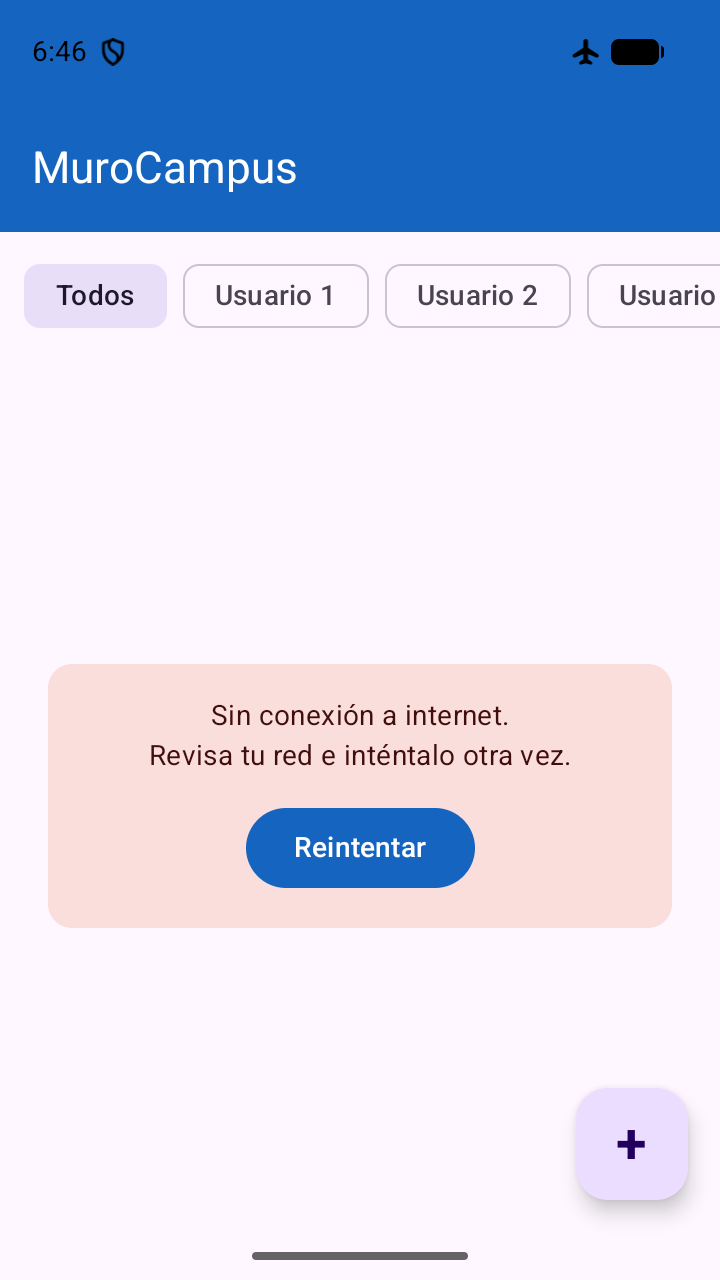 6:46
MuroCampus
Todos
Usuario 1
Usuario 2
Usuario
Sin conexión a internet.
Revisa tu red e inténtalo otra vez.
Reintentar
+